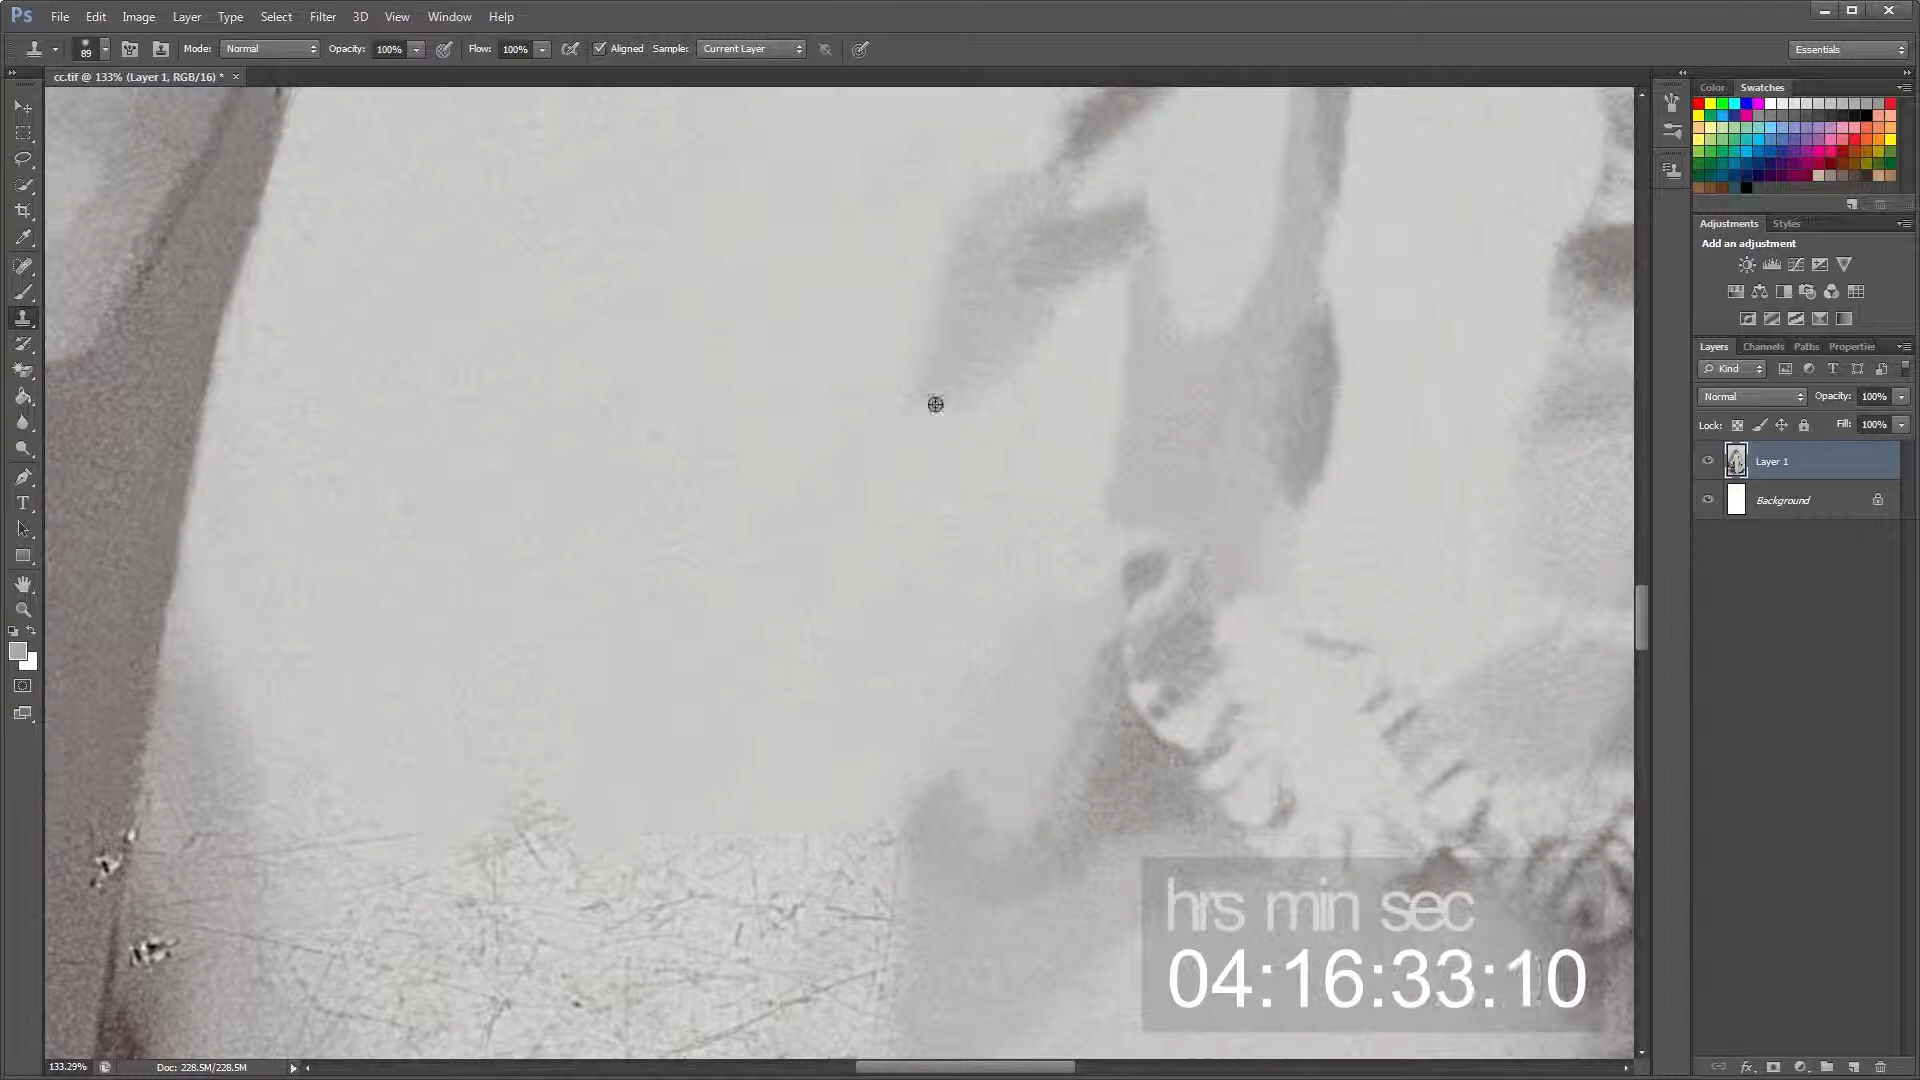 Ps File Edit Image Layer Type Select Filter 3D View Window Help
89 Mode: Normal Opacity: 100% Flow: 100% Aligned Sample: Current Layer Essentials
cc.tif @ 133% (Layer 1, RGB/16) * ×
Color Swatches
Adjustments Styles
Add an adjustment
Layers Channels Paths Properties
Kind
Normal Opacity: 100%
Lock: Fill: 100%
Layer 1
Background
hrs min sec
04:16:33:10
133.29% Doc: 228.5M/228.5M